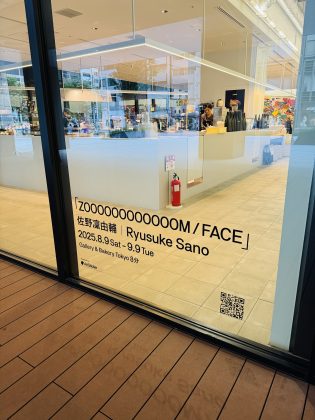 「ZOOOOOOOOOOOOM / FACE」
佐野凜由輔｜Ryusuke Sano
2025.8.9 Sat - 9.9 Tue
Gallery & Bakery Tokyo 8分